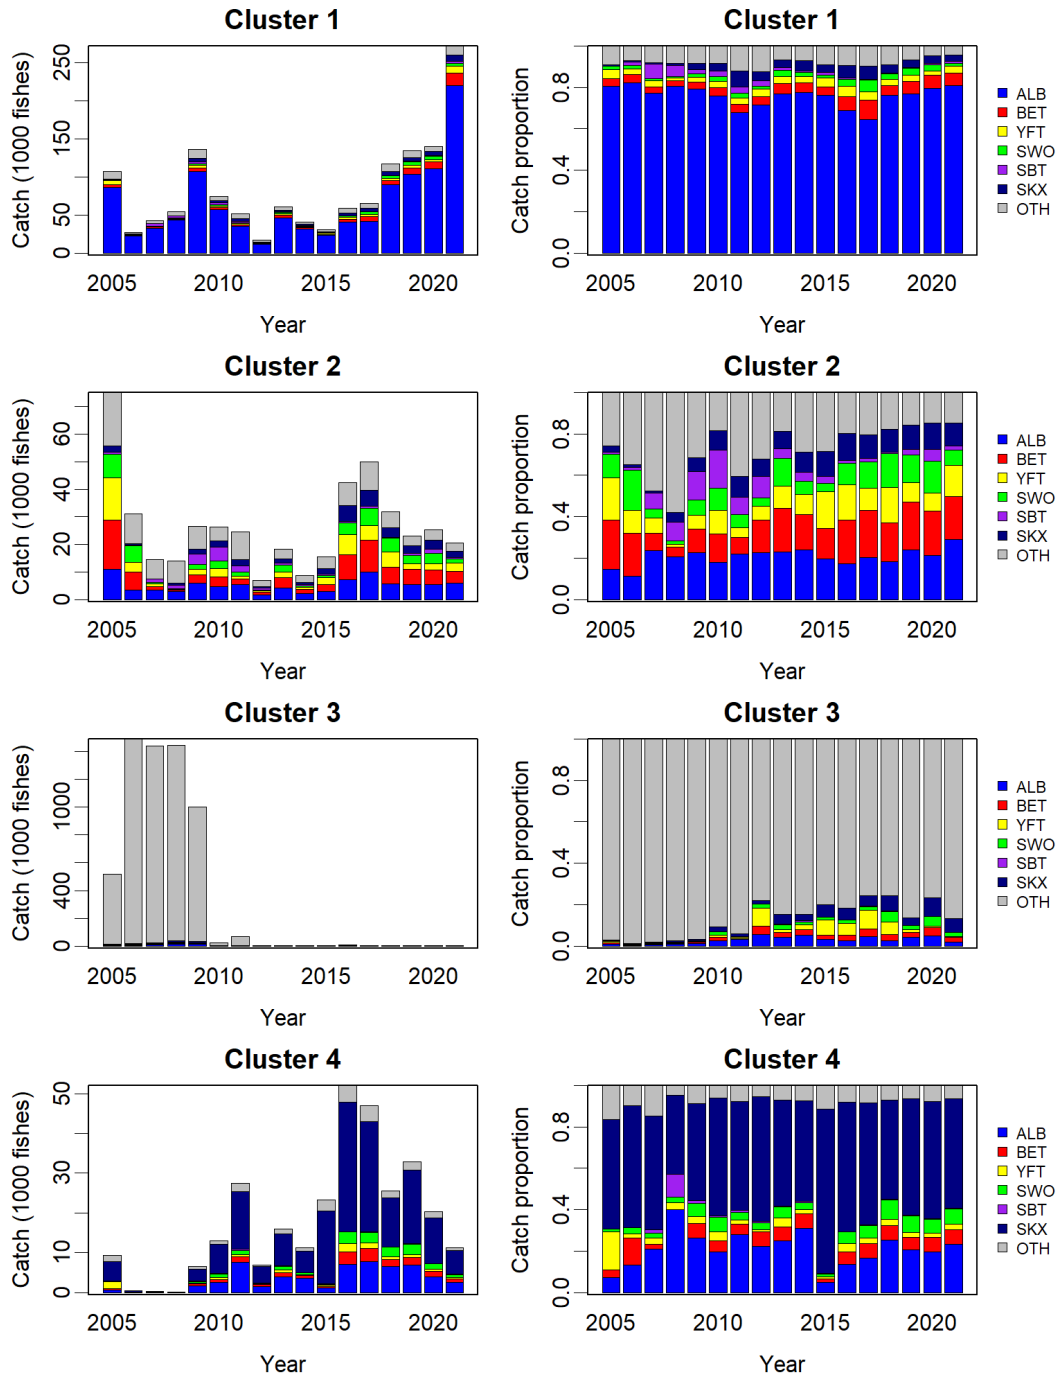 Cluster 1
Catch (1000 fishes)
250
150
50
0
2005
2010
2015
2020
Year
Cluster 1
Catch proportion
0.8
0.4
0.0
2005
2010
2015
2020
Year
ALB
BET
YFT
SWO
SBT
SKX
OTH
Cluster 2
Catch (1000 fishes)
60
40
20
0
2005
2010
2015
2020
Year
Cluster 2
Catch proportion
0.8
0.4
0.0
2005
2010
2015
2020
Year
ALB
BET
YFT
SWO
SBT
SKX
OTH
Cluster 3
Catch (1000 fishes)
1000
400
0
2005
2010
2015
2020
Year
Cluster 3
Catch proportion
0.8
0.4
0.0
2005
2010
2015
2020
Year
ALB
BET
YFT
SWO
SBT
SKX
OTH
Cluster 4
Catch (1000 fishes)
50
30
10
0
2005
2010
2015
2020
Year
Cluster 4
Catch proportion
0.8
0.4
0.0
2005
2010
2015
2020
Year
ALB
BET
YFT
SWO
SBT
SKX
OTH